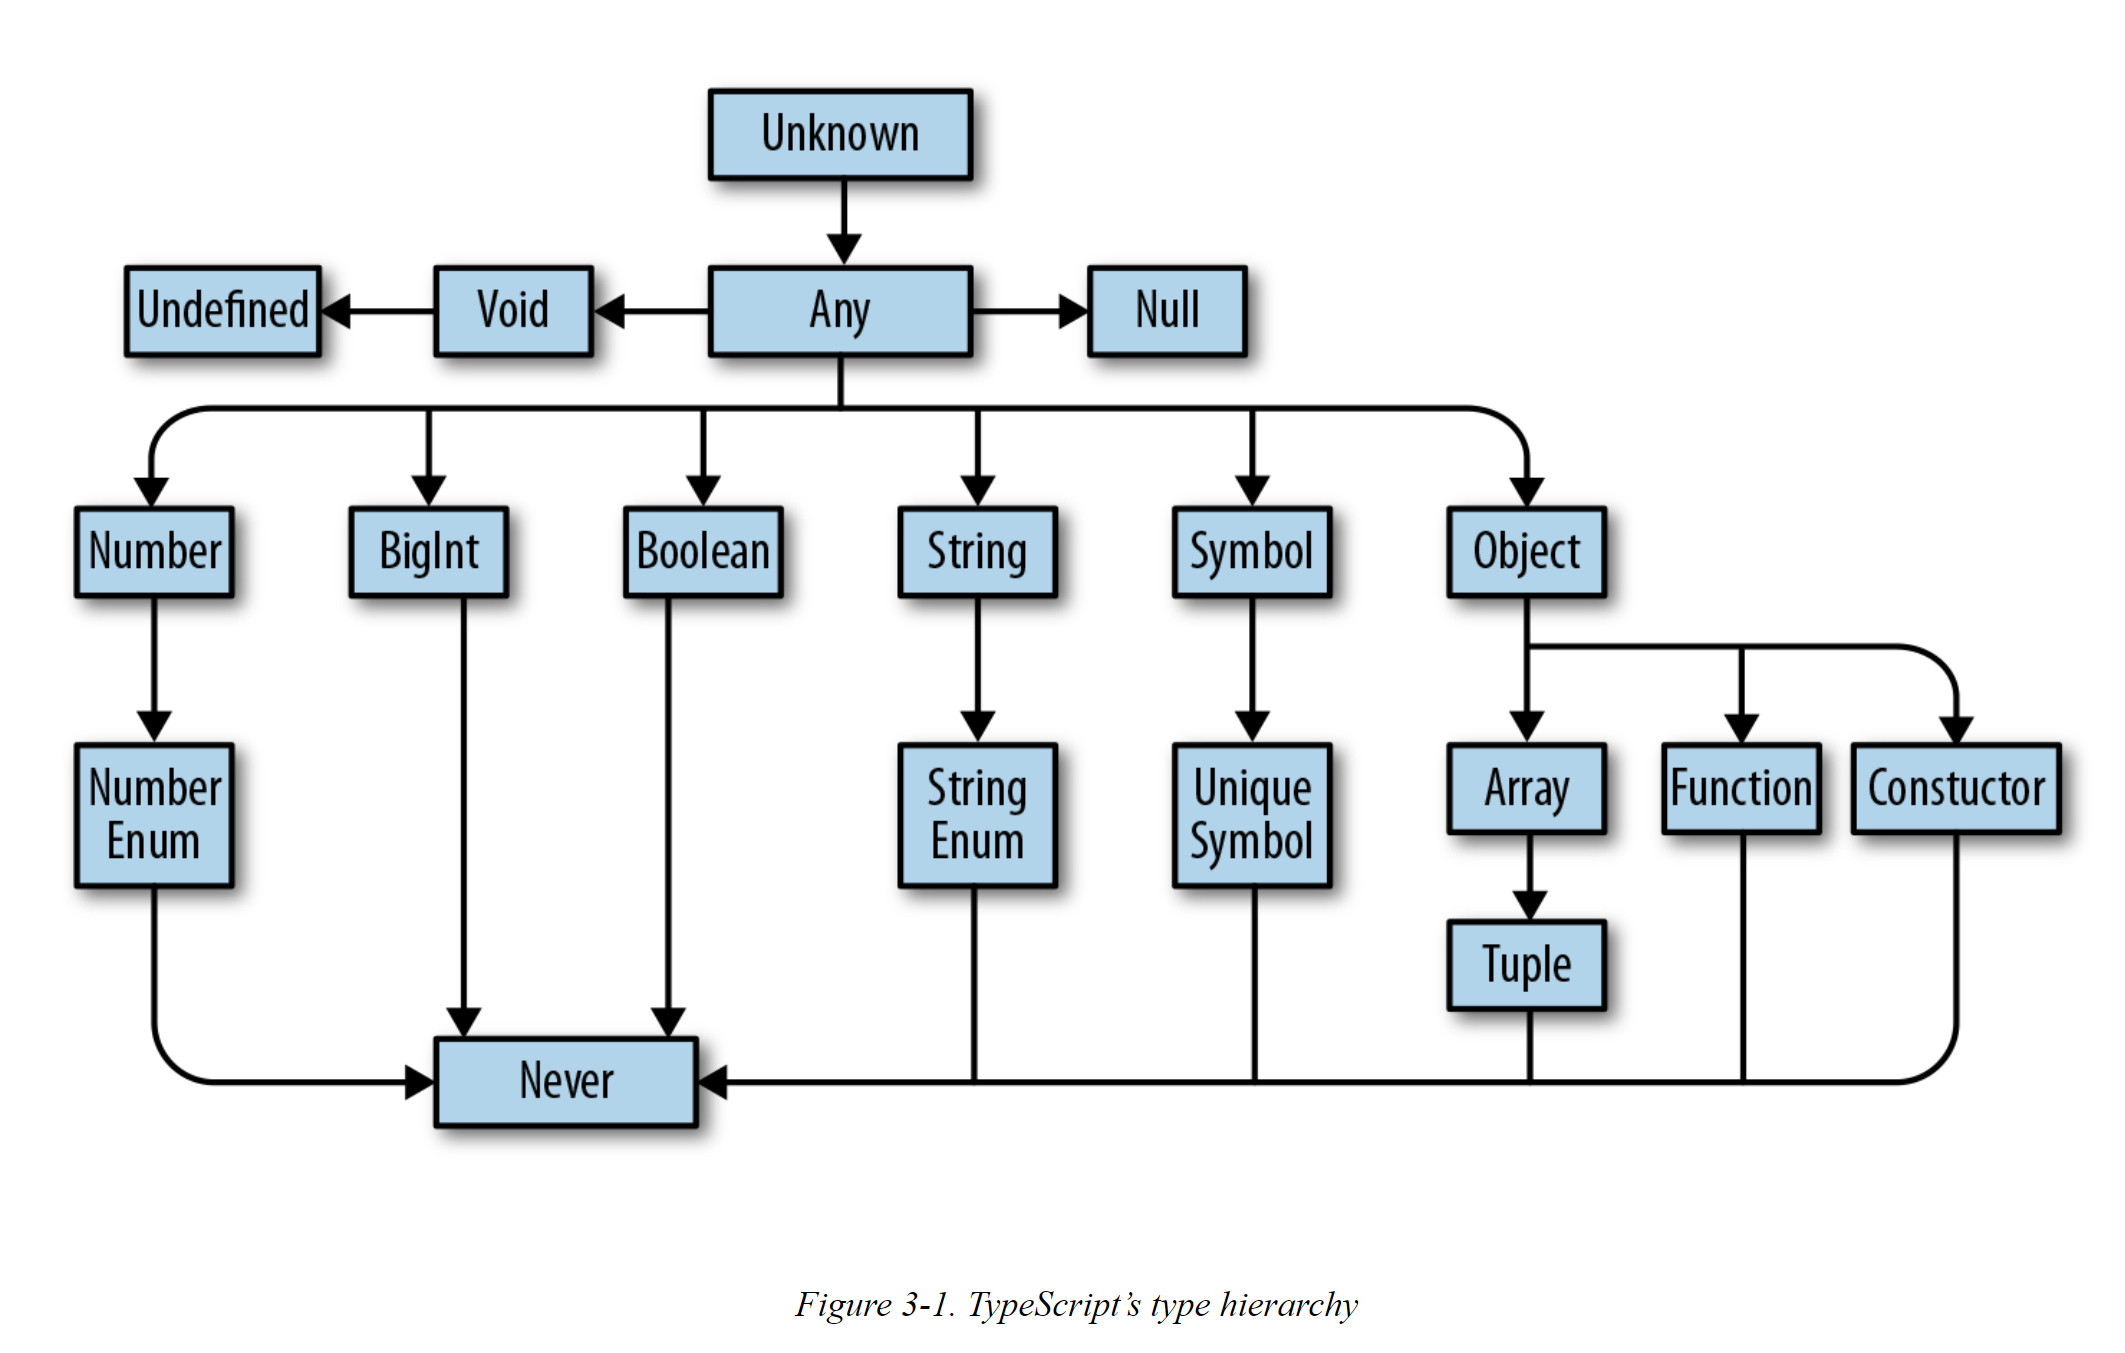 Unknown
Undefined
Void
Any
Null
Number
BigInt
Boolean
String
Symbol
Object
Number
Enum
String
Enum
Unique
Symbol
Array
Function
Constuctor
Tuple
Never
Figure 3-1. TypeScript’s type hierarchy